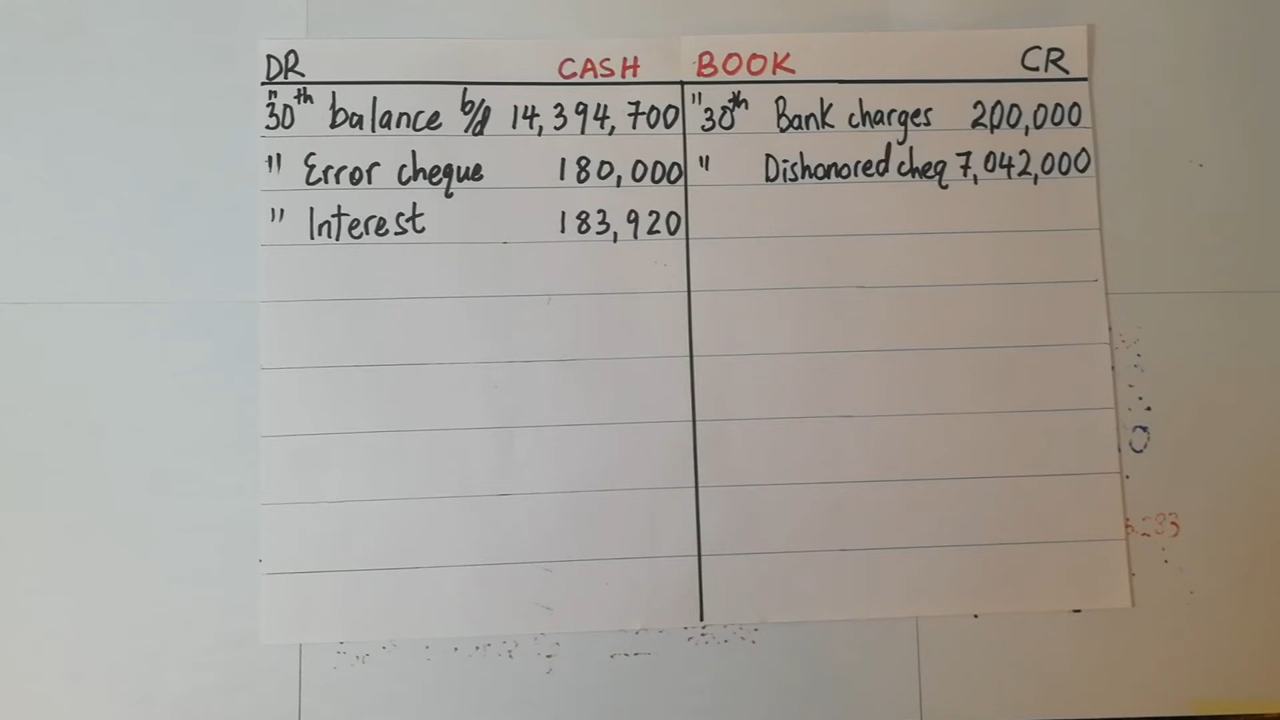 DR CASH BOOK CR
"30th balance b/d 14,394,700 "30th Bank charges 200,000
" Error cheque 180,000 " Dishonored cheq 7,042,000
" Interest 183,920